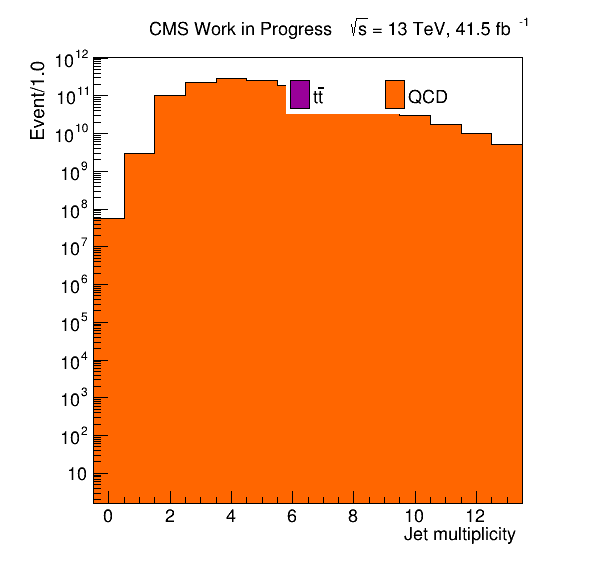 CMS Work in Progress √s = 13 TeV, 41.5 fb⁻¹
Event/1.0
10¹²
10¹¹
10¹⁰
10⁹
10⁸
10⁷
10⁶
10⁵
10⁴
10³
10²
10
tt̄ QCD
0 2 4 6 8 10 12
Jet multiplicity